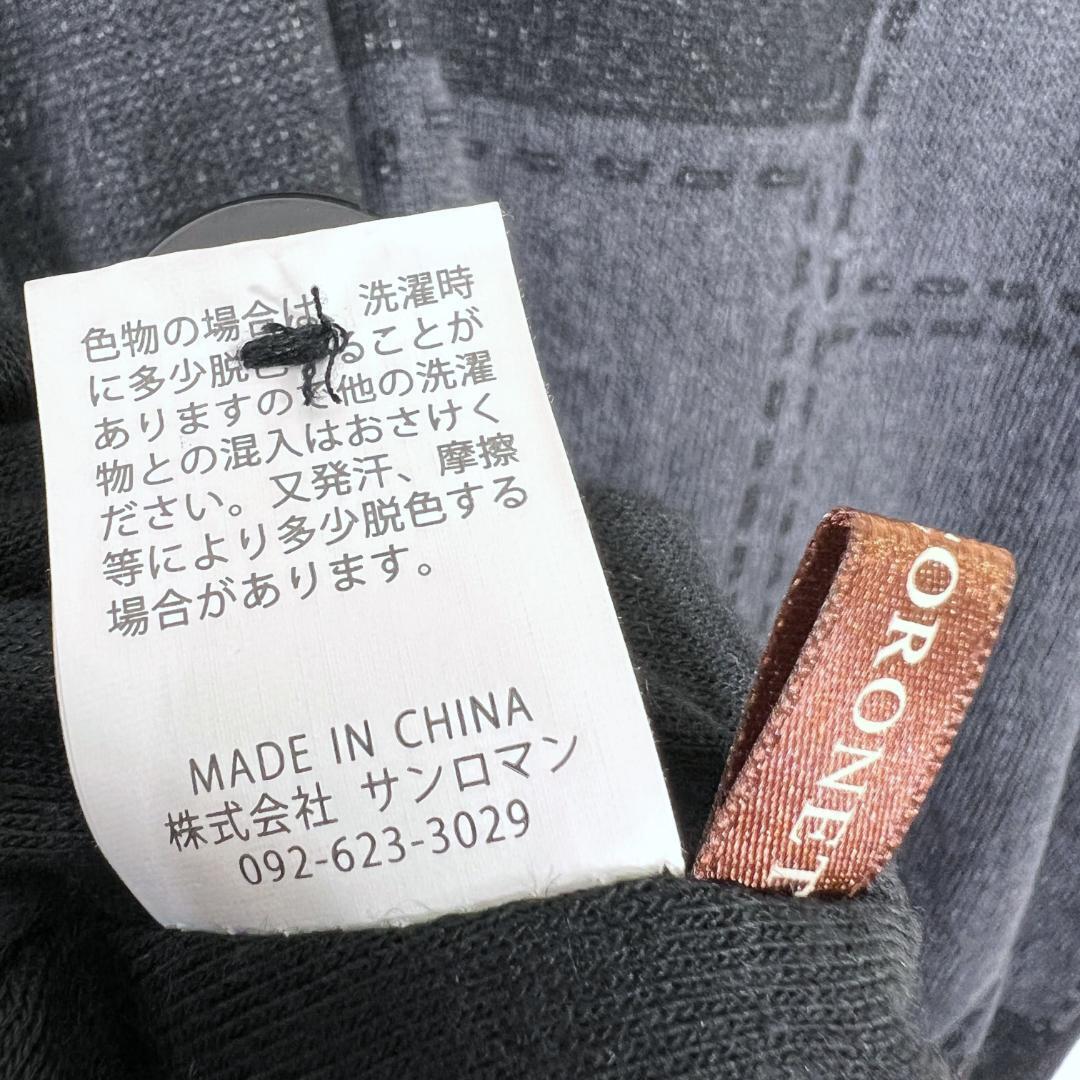 色物の場合は、洗濯時
に多少脱色することが
ありますので他の洗濯
物との混入はおさけく
ださい。又発汗、摩擦
等により多少脱色する
場合があります。
MADE IN CHINA
株式会社 サンロマン
092-623-3029
ORONET